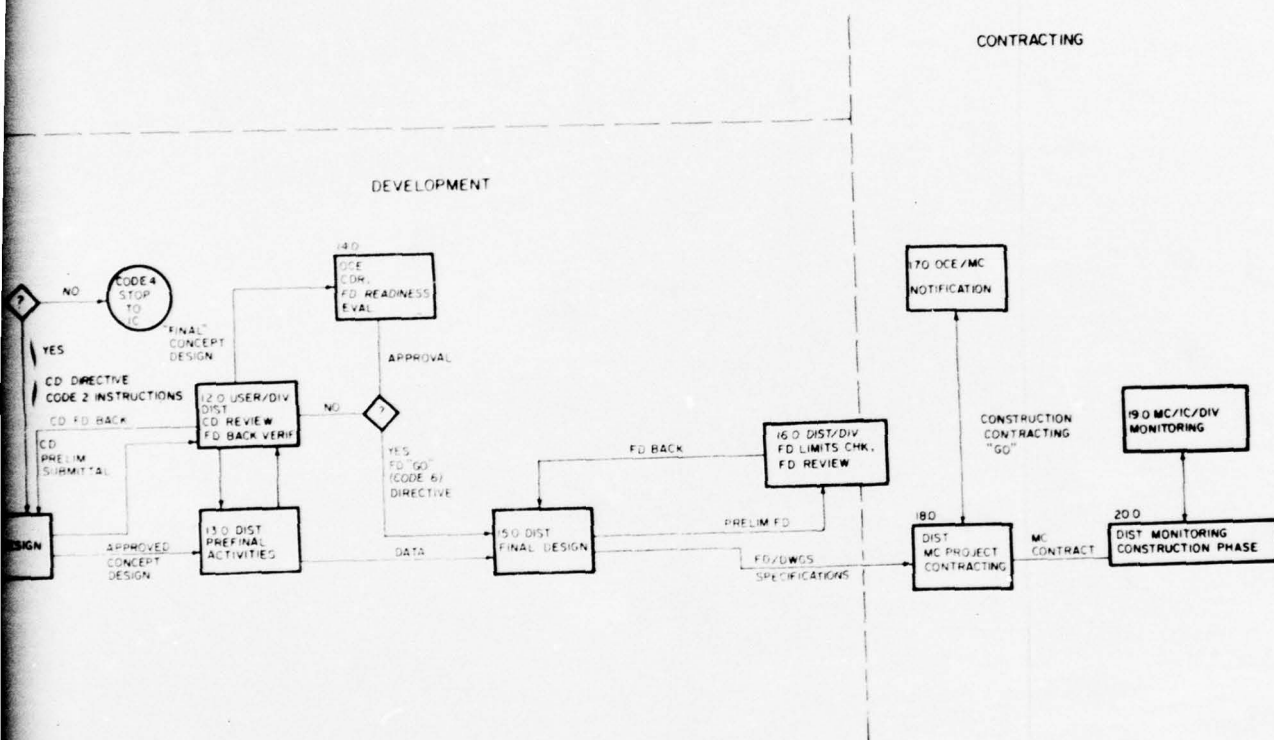 CONTRACTING
DEVELOPMENT
?
NO
CODE 4
STOP
TO
IC
YES
CD DIRECTIVE
CODE 2 INSTRUCTIONS
CD FD BACK
CD
PRELIM
SUBMITTAL
"FINAL"
CONCEPT
DESIGN
14.0
OCE
CDR,
FD READINESS
EVAL
APPROVAL
12.0 USER/DIV
DIST
CD REVIEW
FD BACK VERIF
NO
?
YES
FD "GO"
(CODE 6)
DIRECTIVE
ESIGN
APPROVED
CONCEPT
DESIGN
13.0 DIST
PREFINAL
ACTIVITIES
DATA
15.0 DIST
FINAL DESIGN
FD BACK
16.0 DIST/DIV
FD LIMITS CHK,
FD REVIEW
PRELIM FD
FD/DWGS
SPECIFICATIONS
17.0 OCE/MC
NOTIFICATION
CONSTRUCTION
CONTRACTING
"GO"
18.0
DIST
MC PROJECT
CONTRACTING
MC
CONTRACT
19.0 MC/IC/DIV
MONITORING
20.0
DIST MONITORING
CONSTRUCTION PHASE